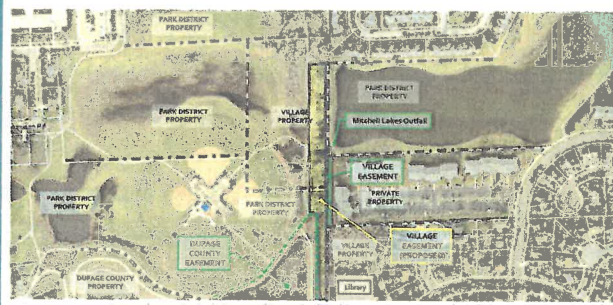 PARK DISTRICT
PROPERTY
PARK DISTRICT
PROPERTY
VILLAGE
PROPERTY
PARK DISTRICT
PROPERTY
Mitchell Lakes Outfall
VILLAGE
EASEMENT
PRIVATE
PROPERTY
PARK DISTRICT
PROPERTY
PARK DISTRICT
PROPERTY
DUPAGE
COUNTY
EASEMENT
VILLAGE
PROPERTY
VILLAGE
EASEMENT
(PROPOSED)
DUPAGE COUNTY
PROPERTY
Library